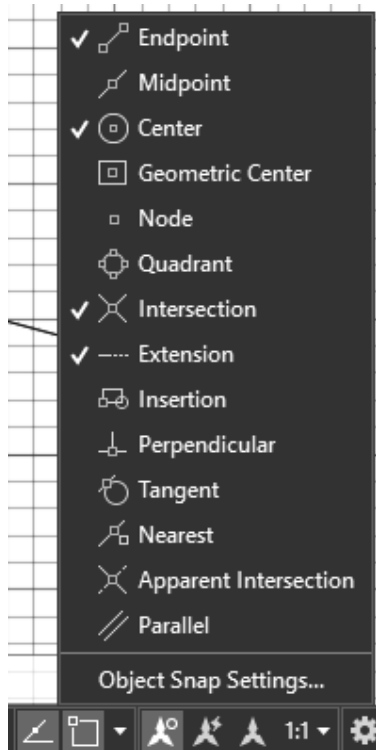 Endpoint
Midpoint
Center
Geometric Center
Node
Quadrant
Intersection
Extension
Insertion
Perpendicular
Tangent
Nearest
Apparent Intersection
Parallel
Object Snap Settings...
1:1